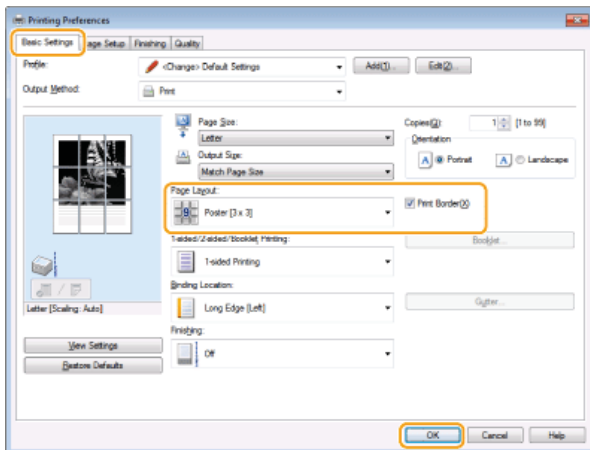 Printing Preferences
Basic Settings Page Setup Finishing Quality
Profile: <Change> Default Settings Add(1)... Edit(2)...
Output Method: Print
Page Size: Copies(Q): 1 [1 to 99]
Letter Orientation
Output Size: A Portrait A Landscape
Match Page Size
Page Layout:
9 Poster [3 x 3] Print Border(X)
1-sided/2-sided/Booklet Printing: Booklet...
1-sided Printing
Binding Location:
Long Edge [Left] Gutter...
Letter [Scaling: Auto]
Finishing:
View Settings Off
Restore Defaults
OK Cancel Help